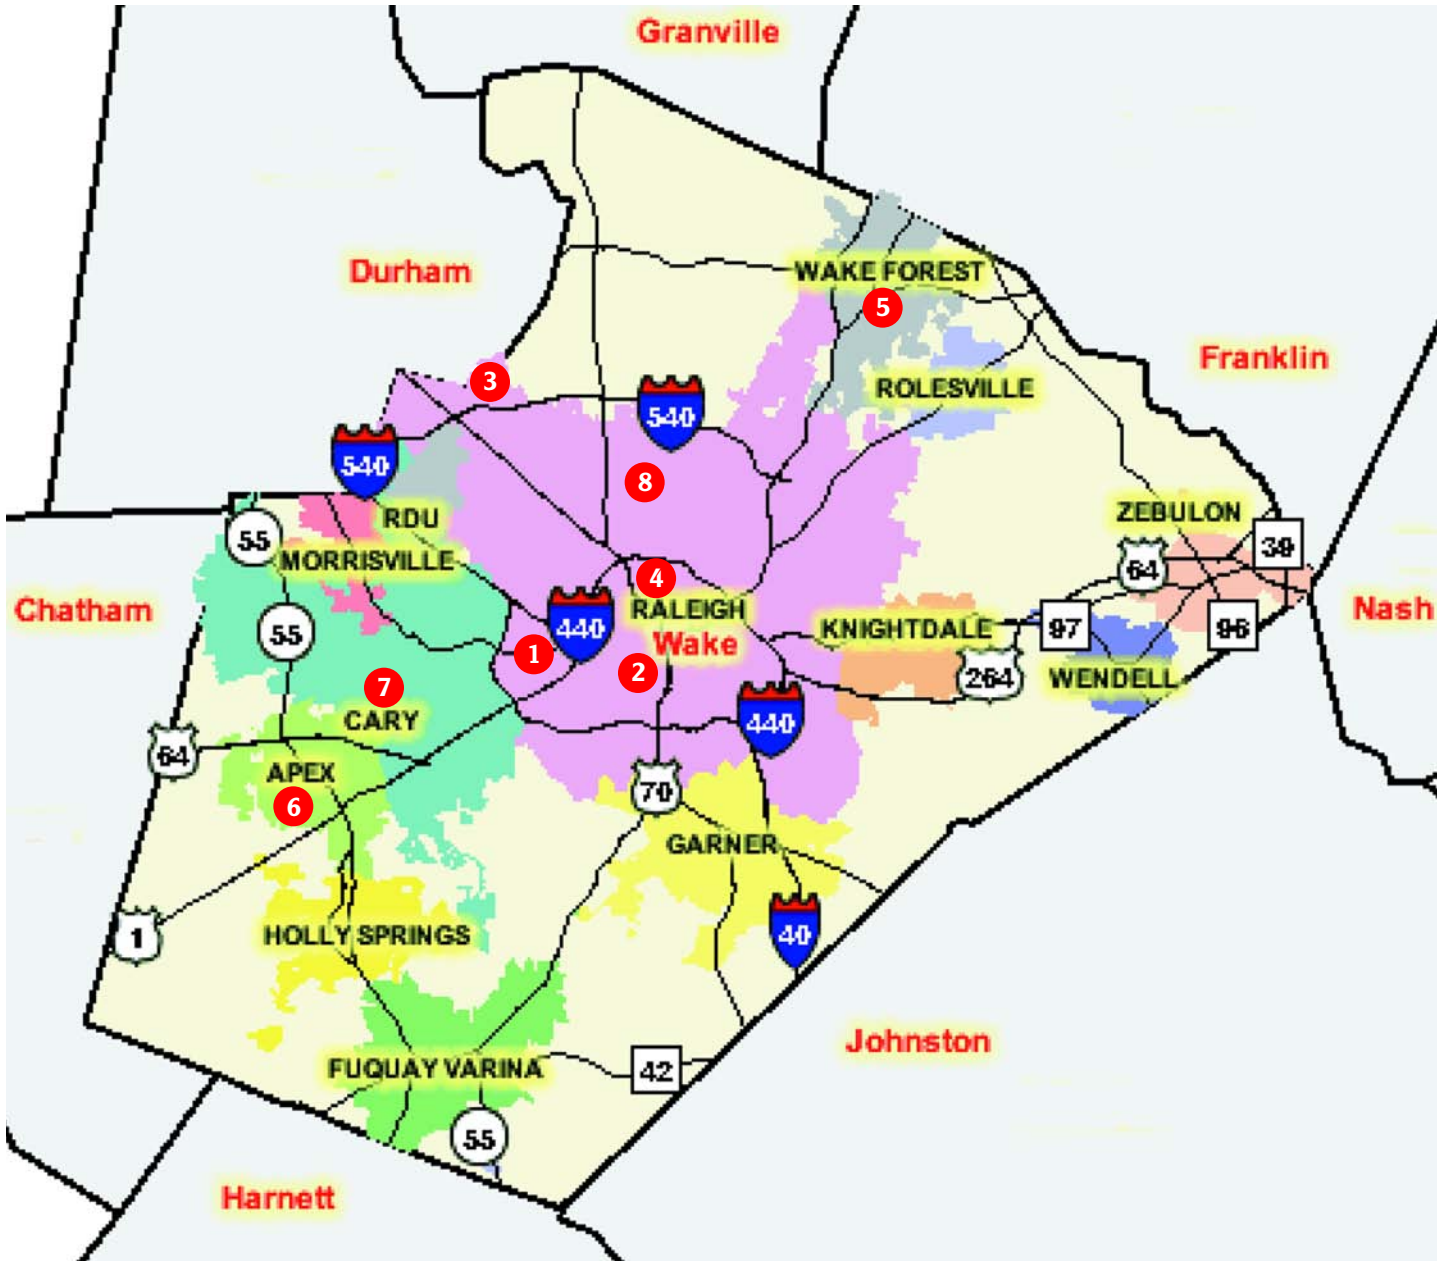 Granville
Durham
WAKE FOREST
5
Franklin
3
ROLESVILLE
540
540
8
ZEBULON
RDU
55
39
MORRISVILLE
64
4
Chatham
RALEIGH
Nash
55
440
KNIGHTDALE
97
96
Wake
1
2
264
WENDELL
7
CARY
440
64
APEX
70
6
GARNER
1
HOLLY SPRINGS
40
Johnston
FUQUAY VARINA
42
55
Harnett